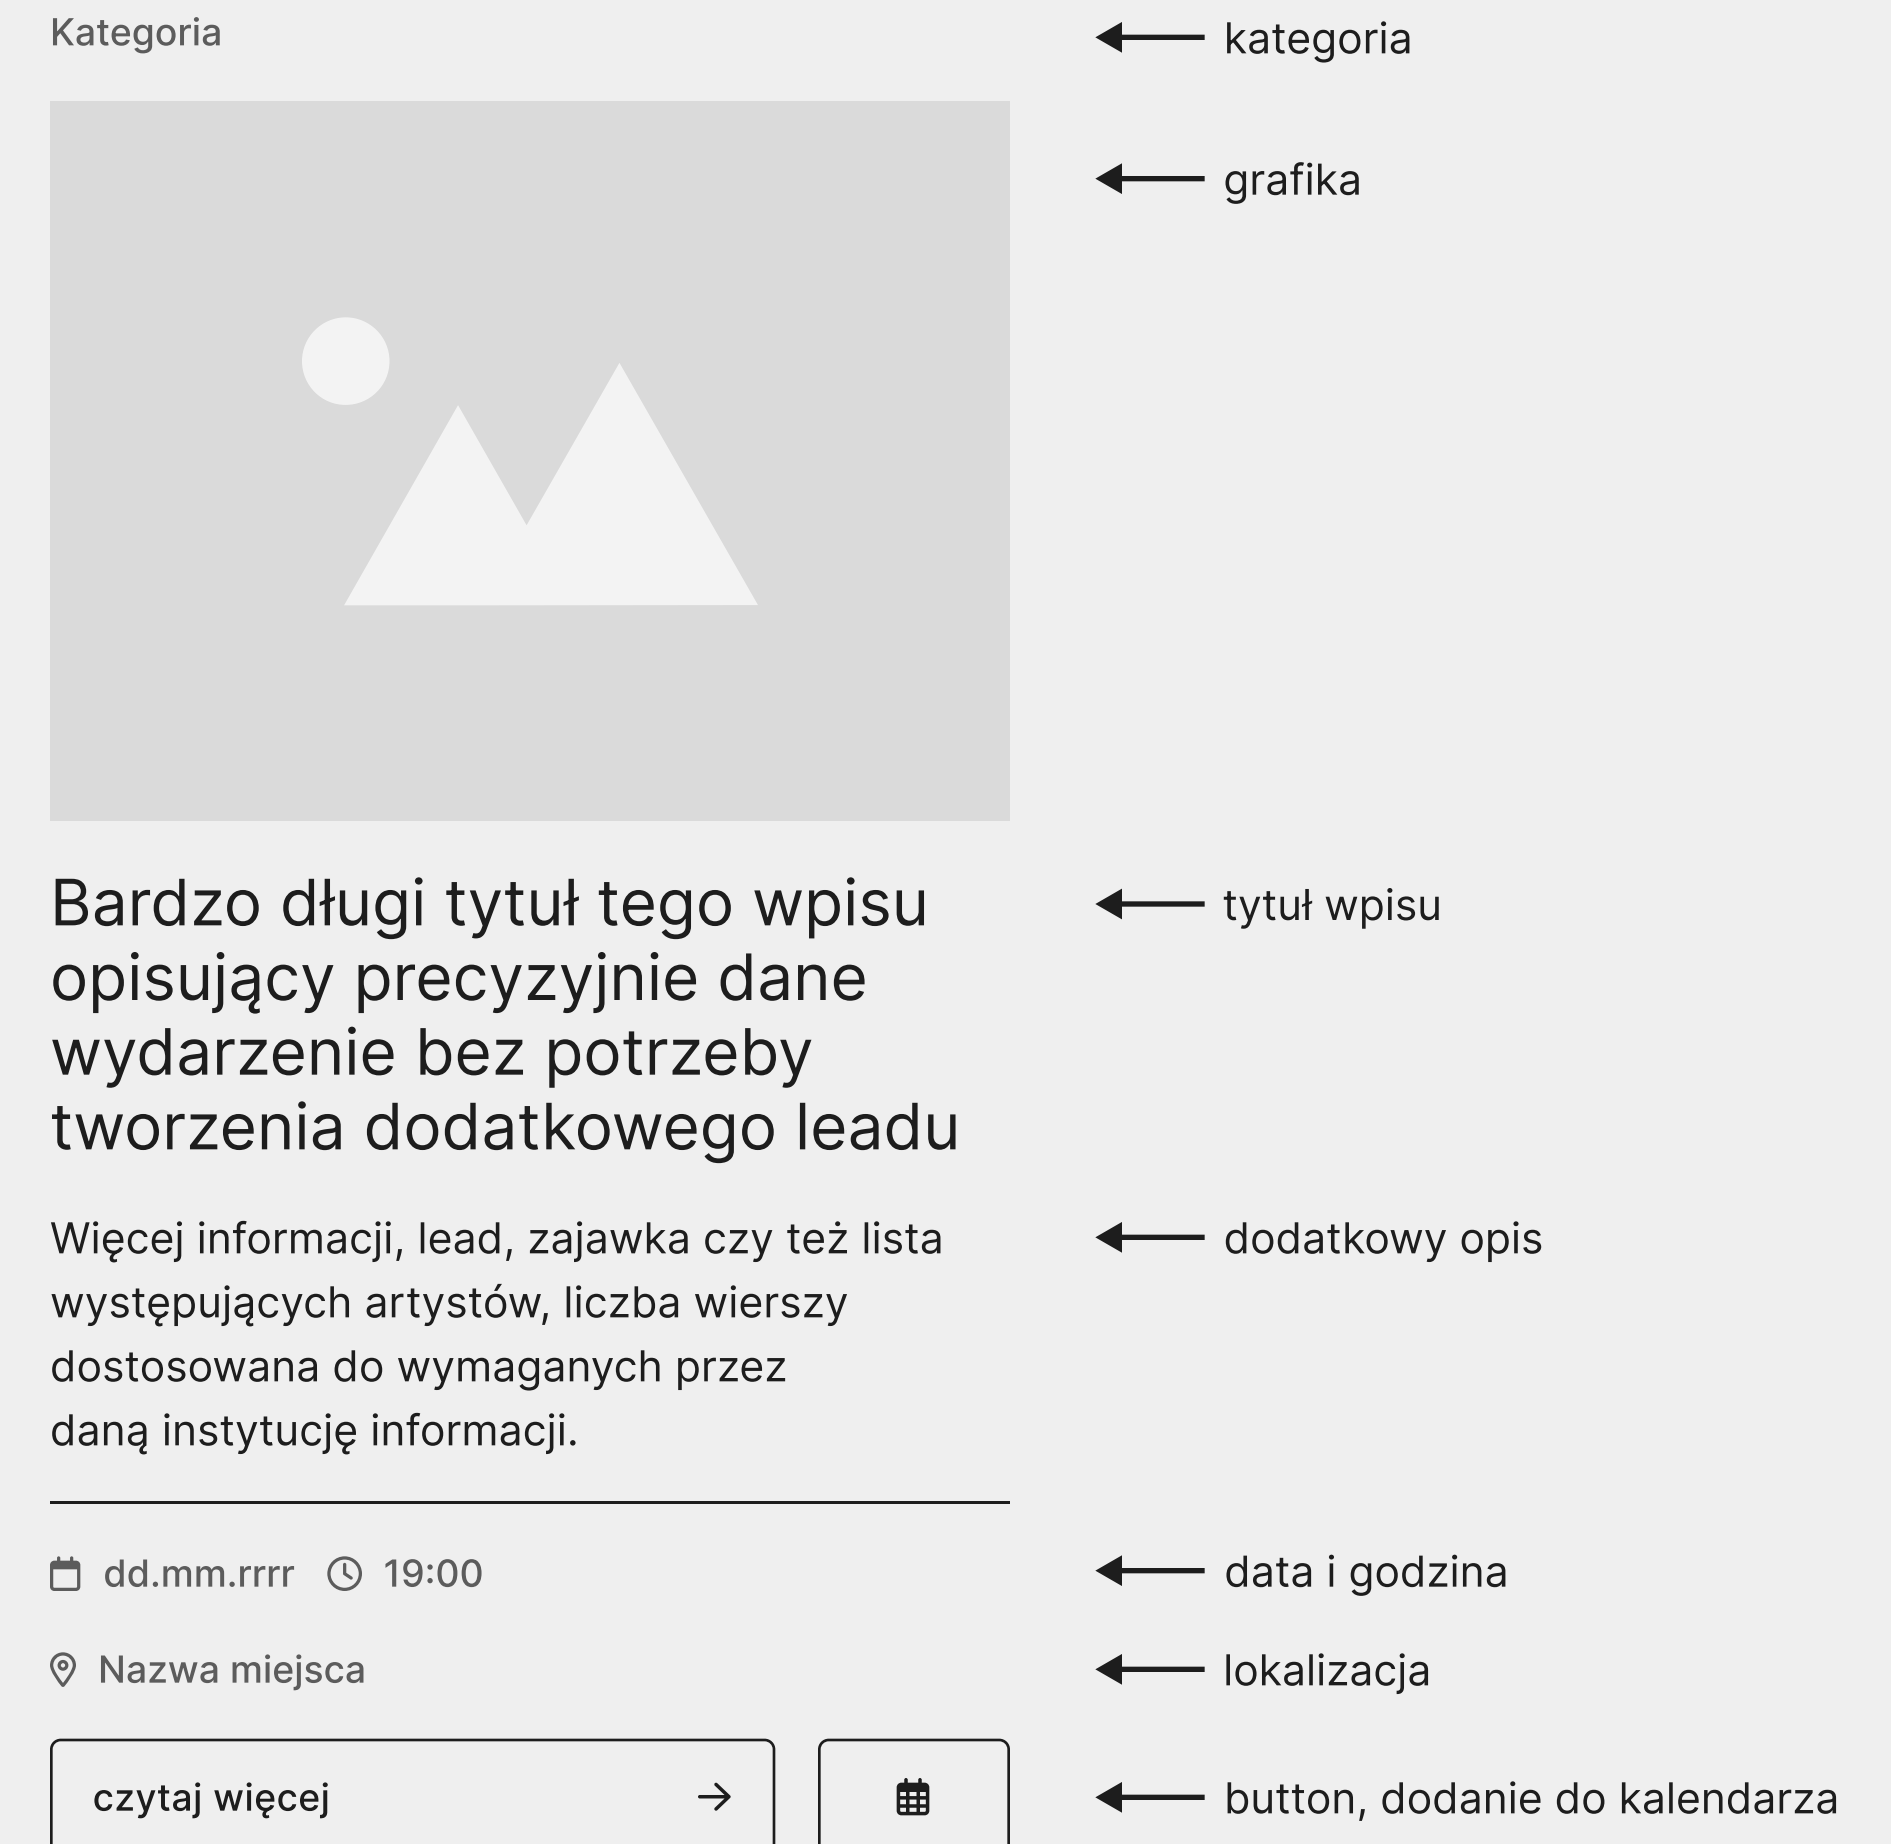 Kategoria
kategoria
grafika
Bardzo długi tytuł tego wpisu
opisujący precyzyjnie dane
wydarzenie bez potrzeby
tworzenia dodatkowego leadu
tytuł wpisu
Więcej informacji, lead, zajawka czy też lista
występujących artystów, liczba wierszy
dostosowana do wymaganych przez
daną instytucję informacji.
dodatkowy opis
dd.mm.rrrr 19:00
data i godzina
Nazwa miejsca
lokalizacja
czytaj więcej
button, dodanie do kalendarza